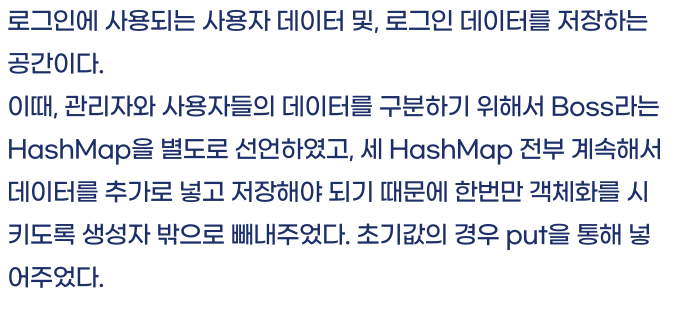 로그인에 사용되는 사용자 데이터 및, 로그인 데이터를 저장하는
공간이다.
이때, 관리자와 사용자들의 데이터를 구분하기 위해서 Boss라는
HashMap을 별도로 선언하였고, 세 HashMap 전부 계속해서
데이터를 추가로 넣고 저장해야 되기 때문에 한번만 객체화를 시
키도록 생성자 밖으로 빼내주었다. 초기값의 경우 put을 통해 넣
어주었다.